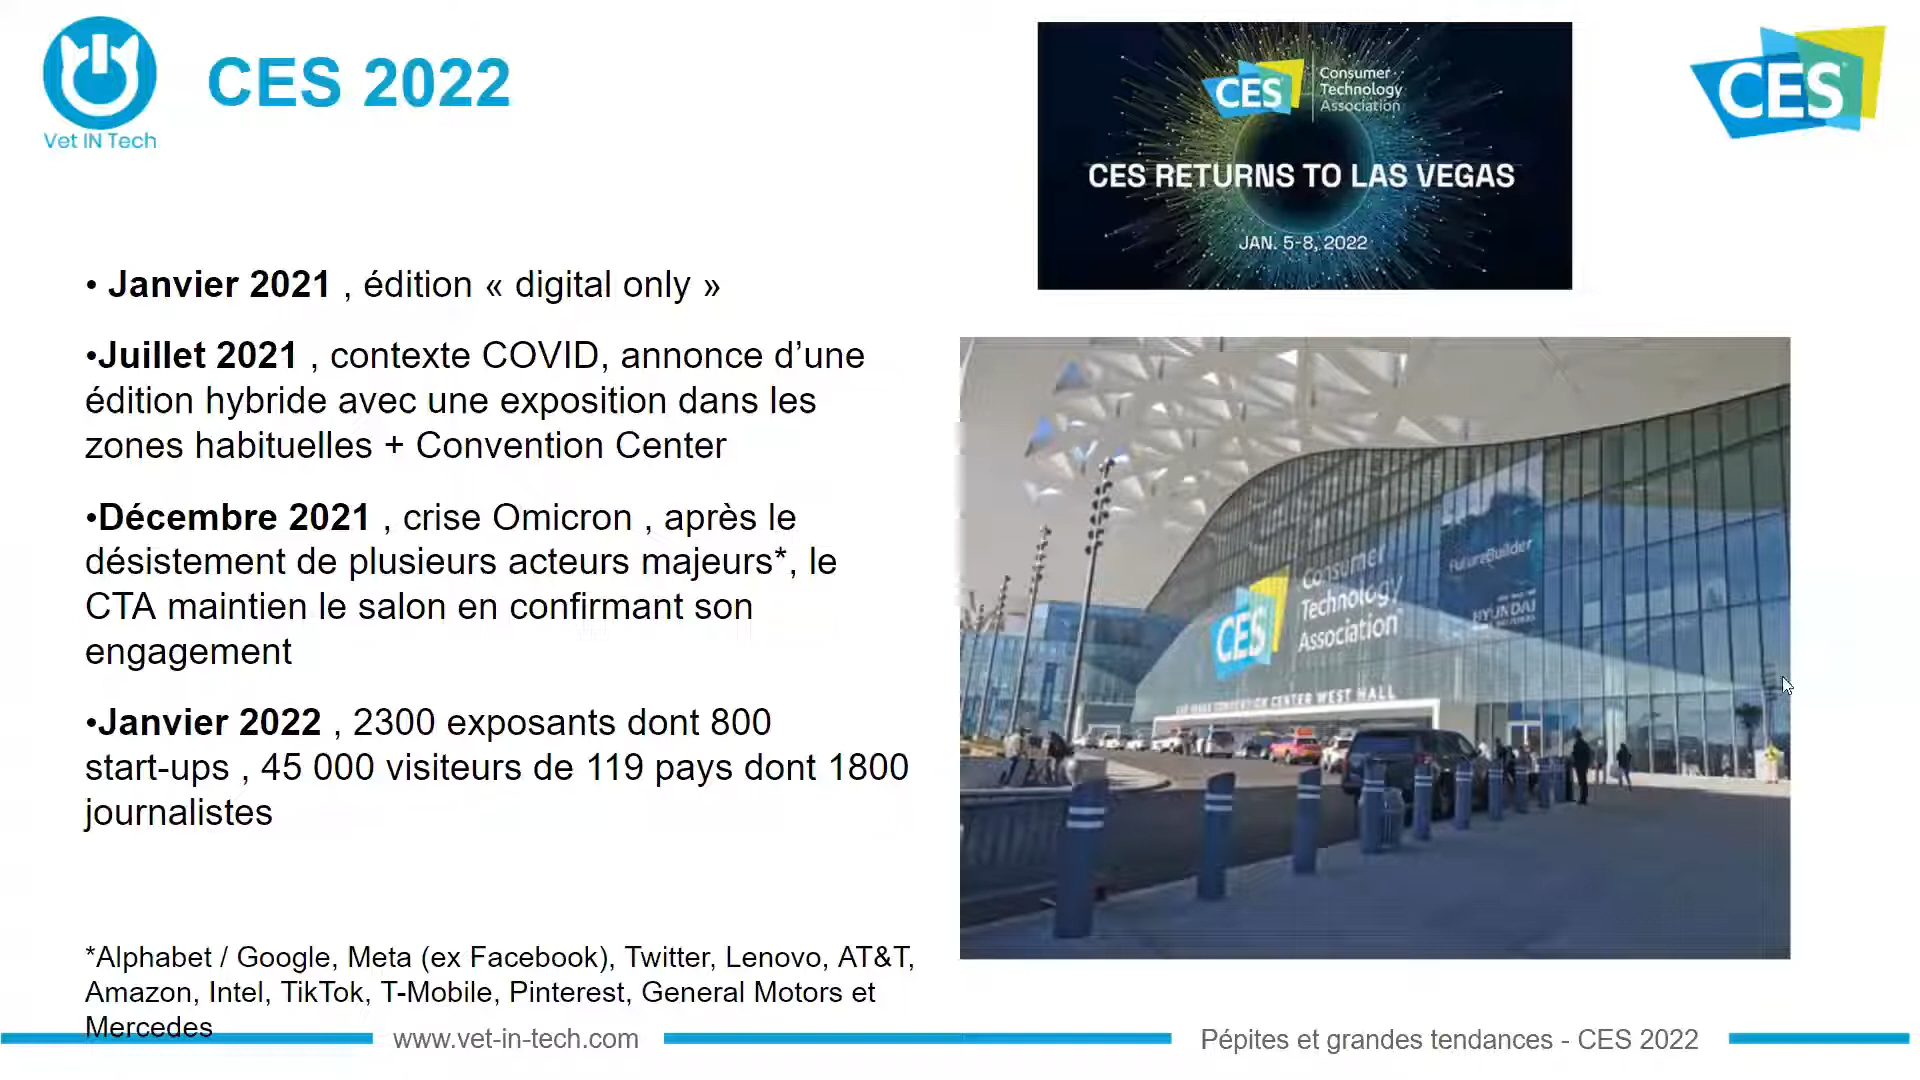 CES 2022
Vet IN Tech
CES
Consumer
Technology
Association
CES RETURNS TO LAS VEGAS
JAN. 5-8, 2022
CES
• Janvier 2021 , édition « digital only »
•Juillet 2021 , contexte COVID, annonce d’une
édition hybride avec une exposition dans les
zones habituelles + Convention Center
•Décembre 2021 , crise Omicron , après le
désistement de plusieurs acteurs majeurs*, le
CTA maintien le salon en confirmant son
engagement
•Janvier 2022 , 2300 exposants dont 800
start-ups , 45 000 visiteurs de 119 pays dont 1800
journalistes
CES
Consumer
Technology
Association
FutureBuilder
HYUNDAI
LAS VEGAS CONVENTION CENTER WEST HALL
*Alphabet / Google, Meta (ex Facebook), Twitter, Lenovo, AT&T,
Amazon, Intel, TikTok, T-Mobile, Pinterest, General Motors et
Mercedes
www.vet-in-tech.com
Pépites et grandes tendances - CES 2022